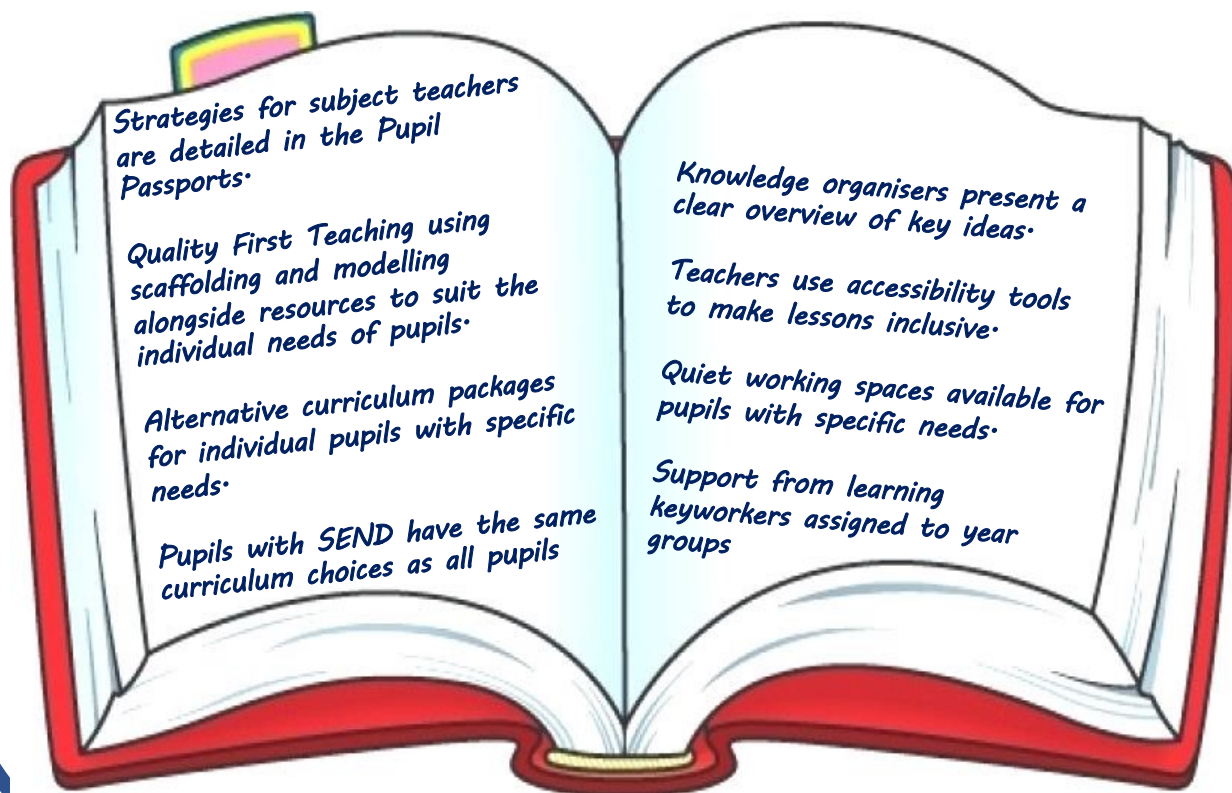 Strategies for subject teachers
are detailed in the Pupil
Passports.
Quality First Teaching using
scaffolding and modelling
alongside resources to suit the
individual needs of pupils.
Alternative curriculum packages
for individual pupils with specific
needs.
Pupils with SEND have the same
curriculum choices as all pupils
Knowledge organisers present a
clear overview of key ideas.
Teachers use accessibility tools
to make lessons inclusive.
Quiet working spaces available for
pupils with specific needs.
Support from learning
keyworkers assigned to year
groups